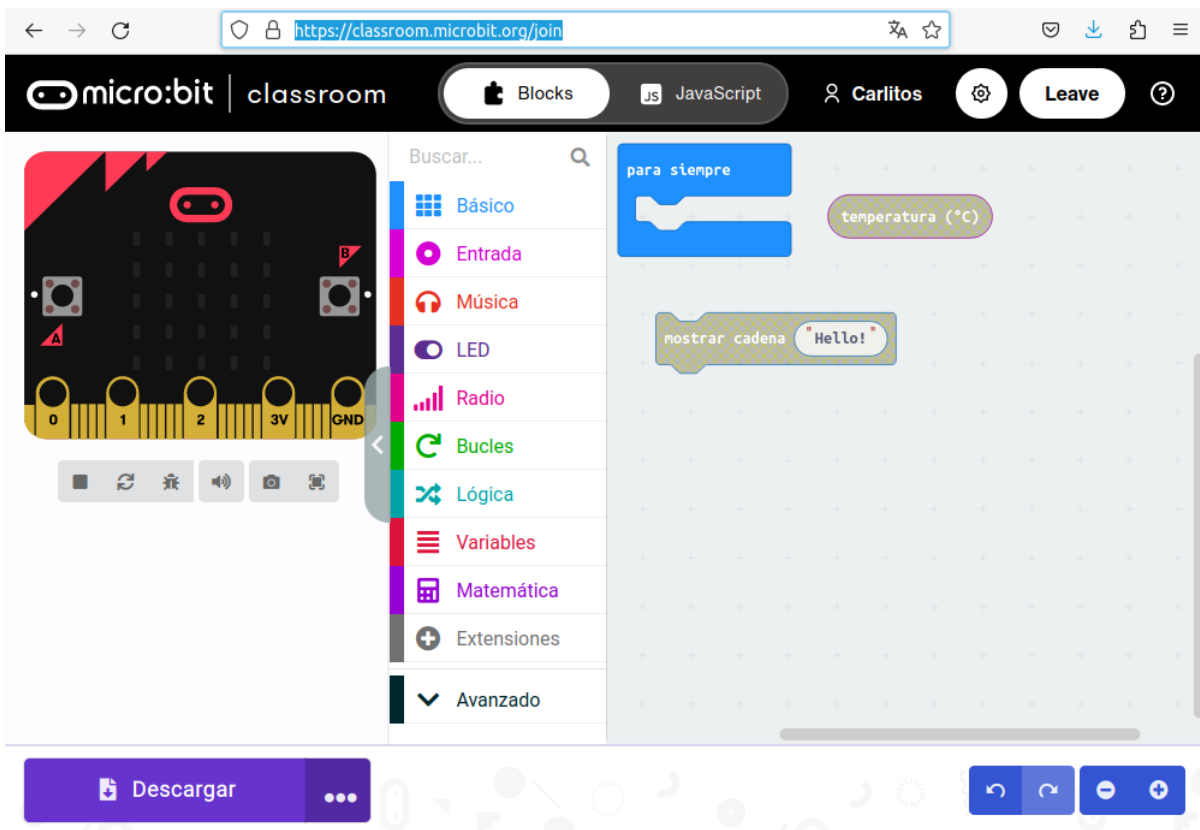 https://classroom.microbit.org/join
micro:bit classroom
Blocks
JS JavaScript
Carlitos
Leave
?
B
A
0 1 2 3V GND
Buscar...
Básico
Entrada
Música
LED
Radio
Bucles
Lógica
Variables
Matemática
Extensiones
Avanzado
para siempre
temperatura (°C)
mostrar cadena "Hello!"
Descargar